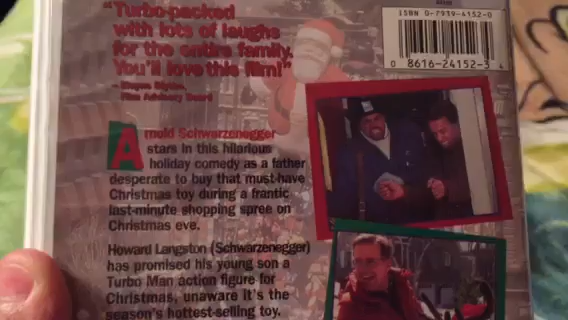 "Turbo-packed
with lots of laughs
for the entire family.
You'll love this film!"
Film Advisory Board
ISBN 0-7939-4152-0
0 8616-24152-3
Arnold Schwarzenegger
stars in this hilarious
holiday comedy as a father
desperate to buy that must-have
Christmas toy during a frantic
last-minute shopping spree on
Christmas eve.
Howard Langston (Schwarzenegger)
has promised his young son a
Turbo Man action figure for
Christmas, unaware it's the
season's hottest-selling toy.